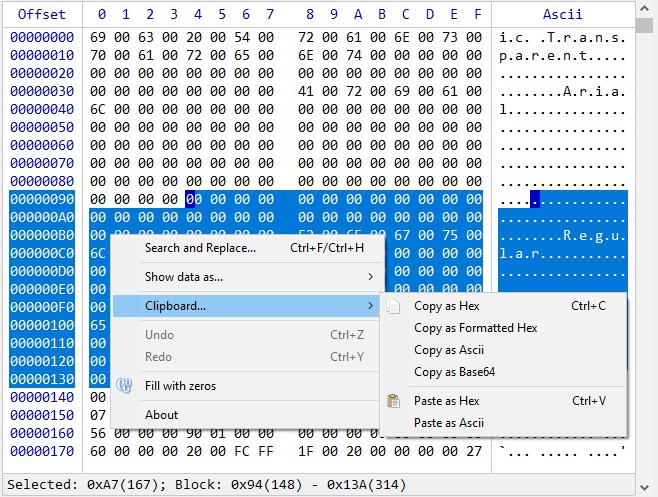 Offset 0 1 2 3 4 5 6 7 8 9 A B C D E F Ascii
00000000 69 00 63 00 20 00 54 00 72 00 61 00 6E 00 73 00 i.c. .T.r.a.n.s.
00000010 70 00 61 00 72 00 65 00 6E 00 74 00 00 00 00 00 p.a.r.e.n.t.....
00000020 00 00 00 00 00 00 00 00 00 00 00 00 00 00 00 00 ................
00000030 00 00 00 00 00 00 00 00 41 00 72 00 69 00 61 00 ........A.r.i.a.
00000040 6C 00 00 00 00 00 00 00 00 00 00 00 00 00 00 00 l...............
00000050 00 00 00 00 00 00 00 00 00 00 00 00 00 00 00 00 ................
00000060 00 00 00 00 00 00 00 00 00 00 00 00 00 00 00 00 ................
00000070 00 00 00 00 00 00 00 00 00 00 00 00 00 00 00 00 ................
00000080 00 00 00 00 00 00 00 00 00 00 00 00 00 00 00 00 ................
00000090 00 00 00 00 00 00 00 00 00 00 00 00 00 00 00 00 ................
000000A0 00 00 00 00 00 00 00 00 00 00 00 00 00 00 00 00 ................
000000B0 00 67 00 75 00 ........R.e.g.u.
000000C0 6C 00 00 00 00 l.a.r...........
000000D0 00 00 00 00 00 ................
000000E0 00 00 00 00 00
000000F0 00
00000100 65
00000110 00
00000120 00
00000130 00
00000140 00
00000150 07
00000160 56 00 00 00 90 01 00 00
00000170 60 00 00 00 20 00 FC FF 1F 00 00 00 00 00 00 27 `... ..... ....'
Search and Replace... Ctrl+F/Ctrl+H
Show data as...
Clipboard...
Undo Ctrl+Z
Redo Ctrl+Y
Fill with zeros
About
Copy as Hex Ctrl+C
Copy as Formatted Hex
Copy as Ascii
Copy as Base64
Paste as Hex Ctrl+V
Paste as Ascii
Selected: 0xA7(167); Block: 0x94(148) - 0x13A(314)